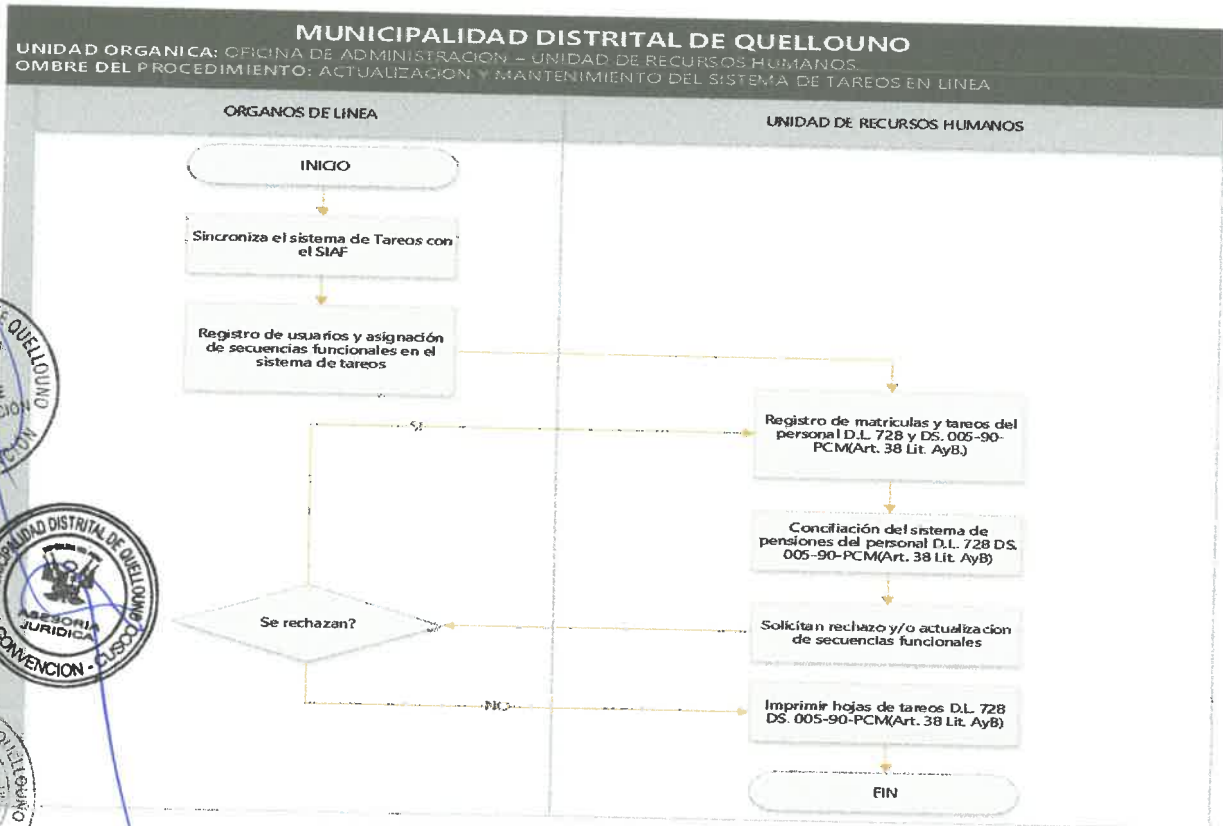 MUNICIPALIDAD DISTRITAL DE QUELLOUNO
UNIDAD ORGANICA: OFICINA DE ADMINISTRACION – UNIDAD DE RECURSOS HUMANOS
OMBRE DEL PROCEDIMIENTO: ACTUALIZACION Y MANTENIMIENTO DEL SISTEMA DE TAREOS EN LINEA
ORGANOS DE LINEA
UNIDAD DE RECURSOS HUMANOS
INICIO
Sincroniza el sistema de Tareos con
el SIAF
Registro de usuarios y asignación
de secuencias funcionales en el
sistema de tareos
SI
Registro de matriculas y tareos del
personal D.L. 728 y DS. 005-90-
PCM(Art. 38 Lit. AyB.)
Conciliación del sistema de
pensiones del personal D.L. 728 DS.
005-90-PCM(Art. 38 Lit. AyB)
Se rechazan?
Solicitan rechazo y/o actualizacion
de secuencias funcionales
NO
Imprimir hojas de tareos D.L. 728
DS. 005-90-PCM(Art. 38 Lit. AyB)
FIN
QUELLOUNO
DISTRITAL DE QUELLOUNO
ASESORIA
JURIDICA
CONVENCION - CUSCO
QUELLOUNO